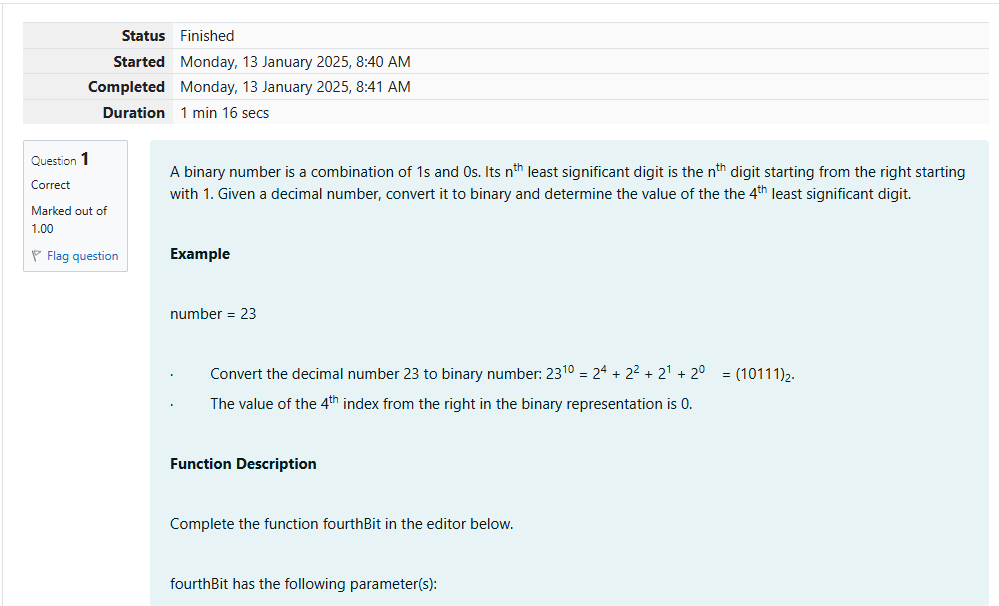 Status Finished
Started Monday, 13 January 2025, 8:40 AM
Completed Monday, 13 January 2025, 8:41 AM
Duration 1 min 16 secs
Question 1
Correct
Marked out of
1.00
Flag question
A binary number is a combination of 1s and 0s. Its nth least significant digit is the nth digit starting from the right starting
with 1. Given a decimal number, convert it to binary and determine the value of the the 4th least significant digit.
Example
number = 23
· Convert the decimal number 23 to binary number: 23¹⁰ = 2⁴ + 2² + 2¹ + 2⁰ = (10111)₂.
· The value of the 4th index from the right in the binary representation is 0.
Function Description
Complete the function fourthBit in the editor below.
fourthBit has the following parameter(s):